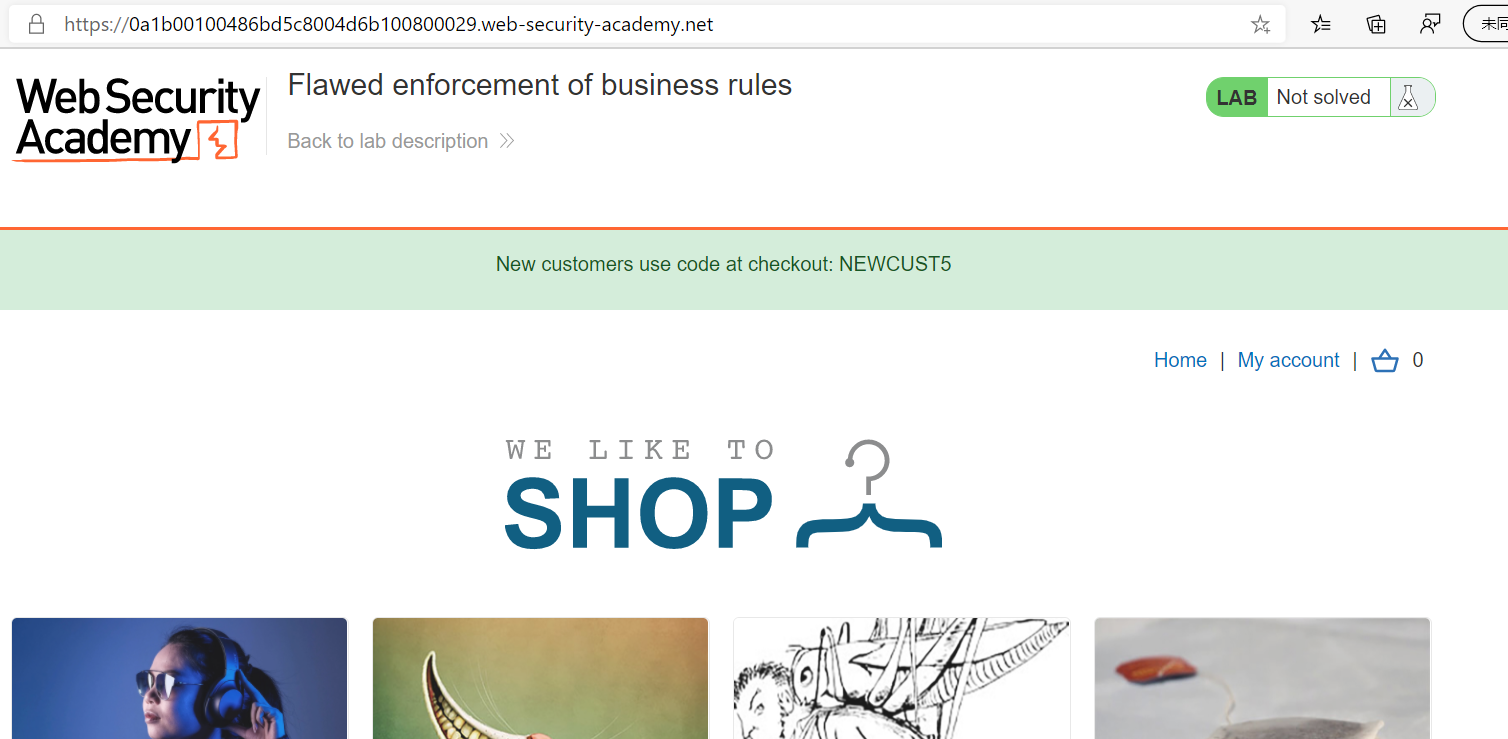 https://0a1b00100486bd5c8004d6b100800029.web-security-academy.net
未同
Web Security
Academy
Flawed enforcement of business rules
Back to lab description
LAB Not solved
New customers use code at checkout: NEWCUST5
Home | My account | 0
WE LIKE TO
SHOP